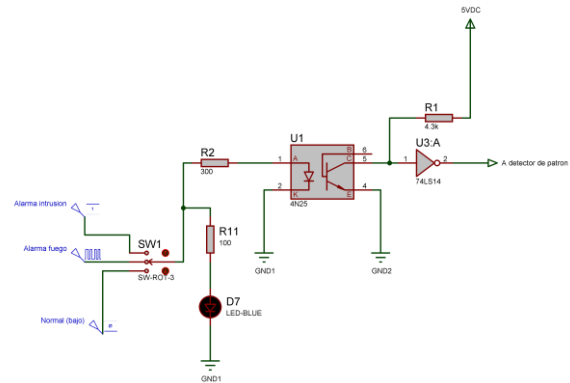 5VDC
R1
4.3k
U1
U3:A
R2
1
A
B
6
C
5
1
2
A detector de patron
300
2
K
E
4
74LS14
4N25
Alarma intrusion
R11
100
SW1
Alarma fuego
GND1
GND2
SW-ROT-3
D7
LED-BLUE
Normal (bajo)
GND1